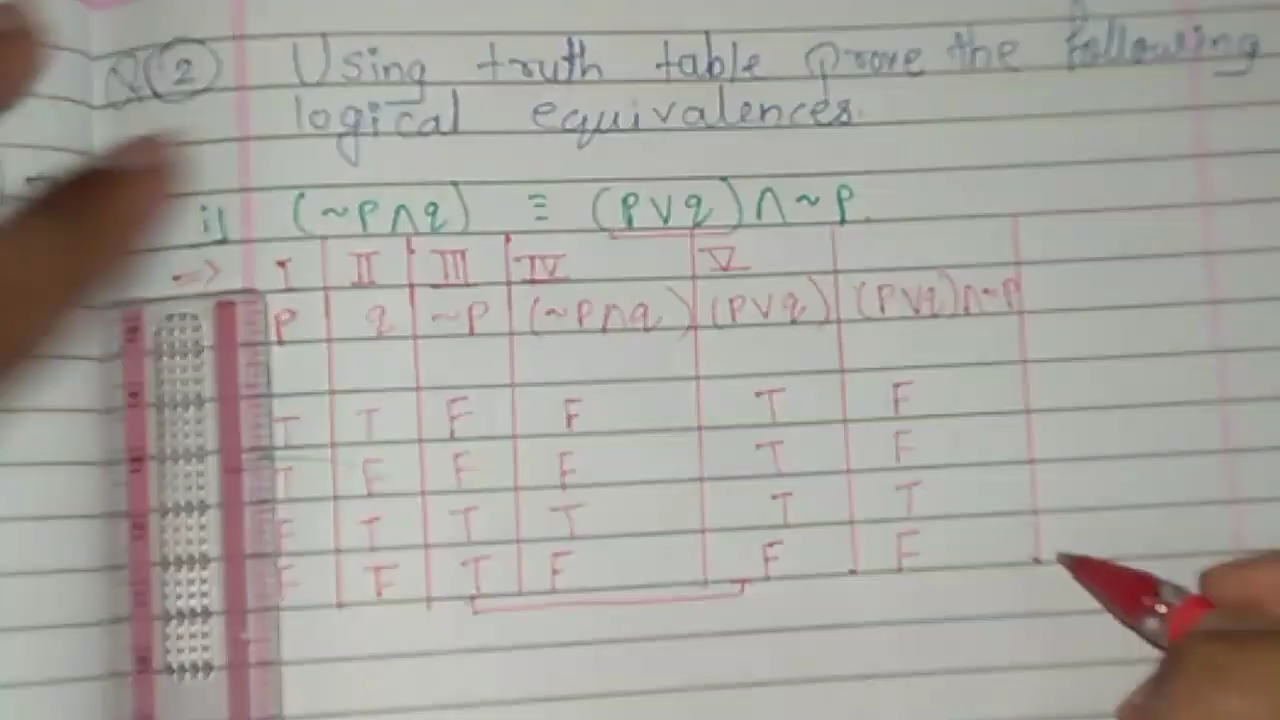 Q(2) Using truth table prove the following
logical equivalences.
i] (~p∧q) ≡ (p∨q)∧~p.
=> I II III IV V
p q ~p (~p∧q) (p∨q) (p∨q)∧~p
T T F F T F
T F F F T F
F T T T T T
F F T F F F